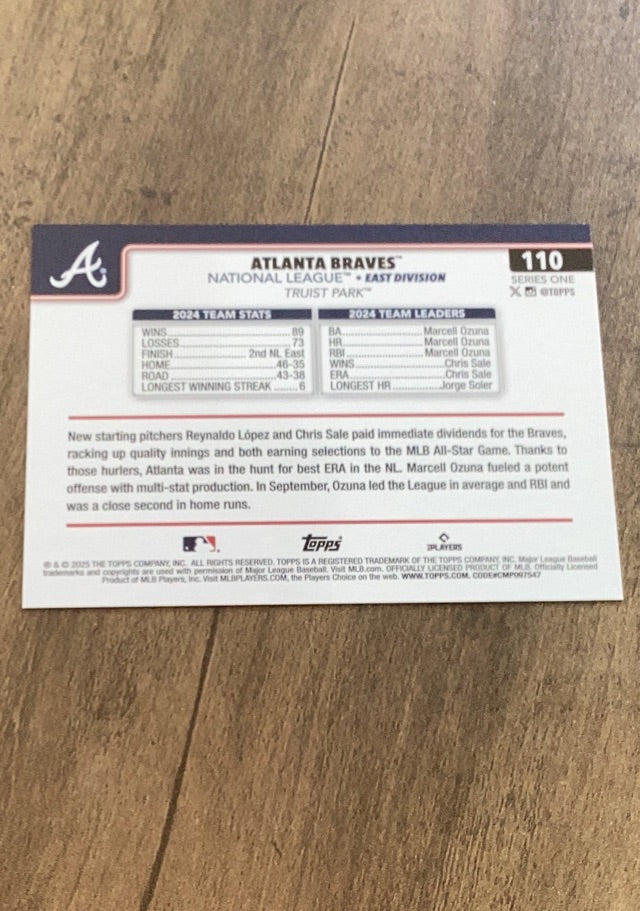 A
ATLANTA BRAVES™
110
NATIONAL LEAGUE™ • EAST DIVISION
SERIES ONE
TRUIST PARK™
@TOPPS
2024 TEAM STATS
WINS 89
LOSSES 73
FINISH 2nd NL East
HOME 46-35
ROAD 43-38
LONGEST WINNING STREAK 6
2024 TEAM LEADERS
BA Marcell Ozuna
HR Marcell Ozuna
RBI Marcell Ozuna
WINS Chris Sale
ERA Chris Sale
LONGEST HR Jorge Soler
New starting pitchers Reynaldo López and Chris Sale paid immediate dividends for the Braves,
racking up quality innings and both earning selections to the MLB All-Star Game. Thanks to
those hurlers, Atlanta was in the hunt for best ERA in the NL. Marcell Ozuna fueled a potent
offense with multi-stat production. In September, Ozuna led the League in average and RBI and
was a close second in home runs.
topps
PLAYERS
® & © 2025 THE TOPPS COMPANY, INC. ALL RIGHTS RESERVED. TOPPS IS A REGISTERED TRADEMARK OF THE TOPPS COMPANY, INC. Major League Baseball
trademarks and copyrights are used with permission of Major League Baseball. Visit MLB.com. OFFICIALLY LICENSED PRODUCT OF MLB. Officially Licensed
Product of MLB Players, Inc. Visit MLBPLAYERS.COM, the Players Choice on the web. WWW.TOPPS.COM. CODE#CMP097547